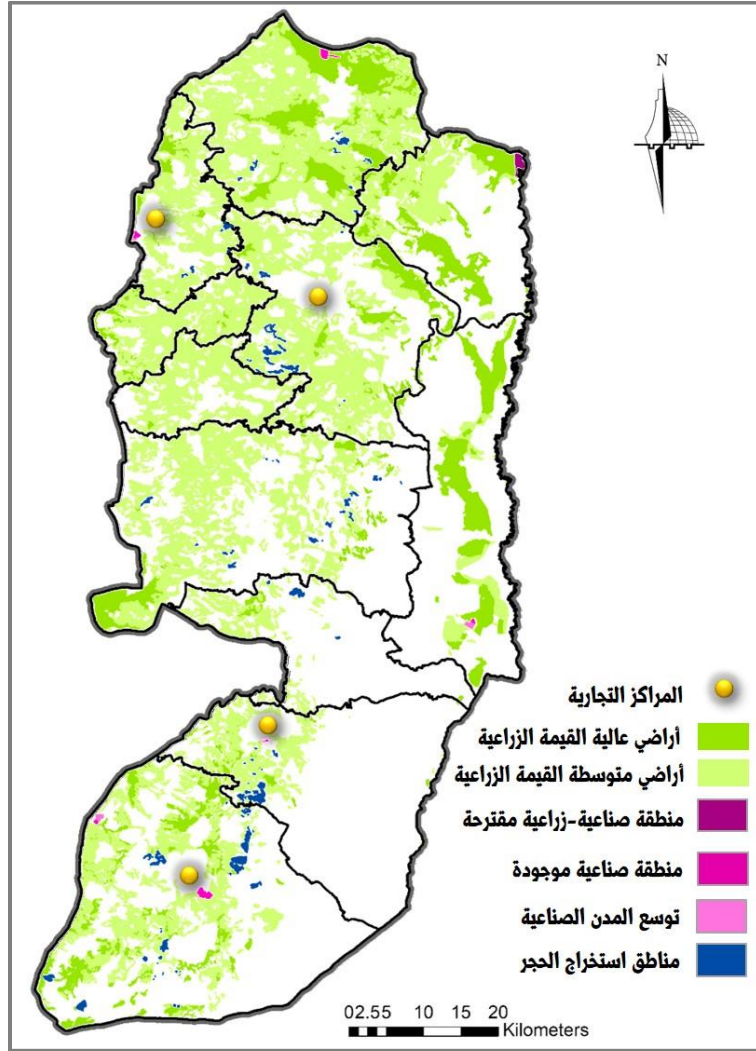 N
المراكز التجارية
أراضي عالية القيمة الزراعية
أراضي متوسطة القيمة الزراعية
منطقة صناعية-زراعية مقترحة
منطقة صناعية موجودة
توسع المدن الصناعية
مناطق استخراج الحجر
02.55 10 15 20
Kilometers